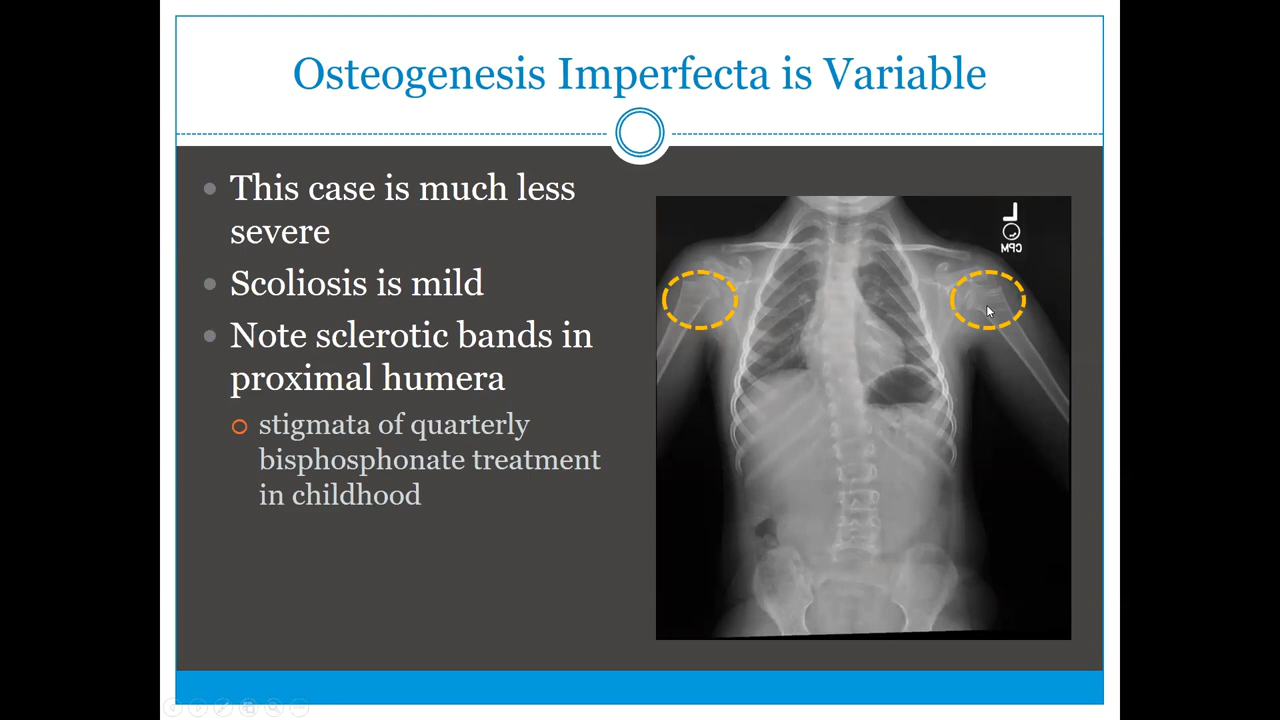 Osteogenesis Imperfecta is Variable
This case is much less
severe
Scoliosis is mild
Note sclerotic bands in
proximal humera
stigmata of quarterly
bisphosphonate treatment
in childhood
L
CPM